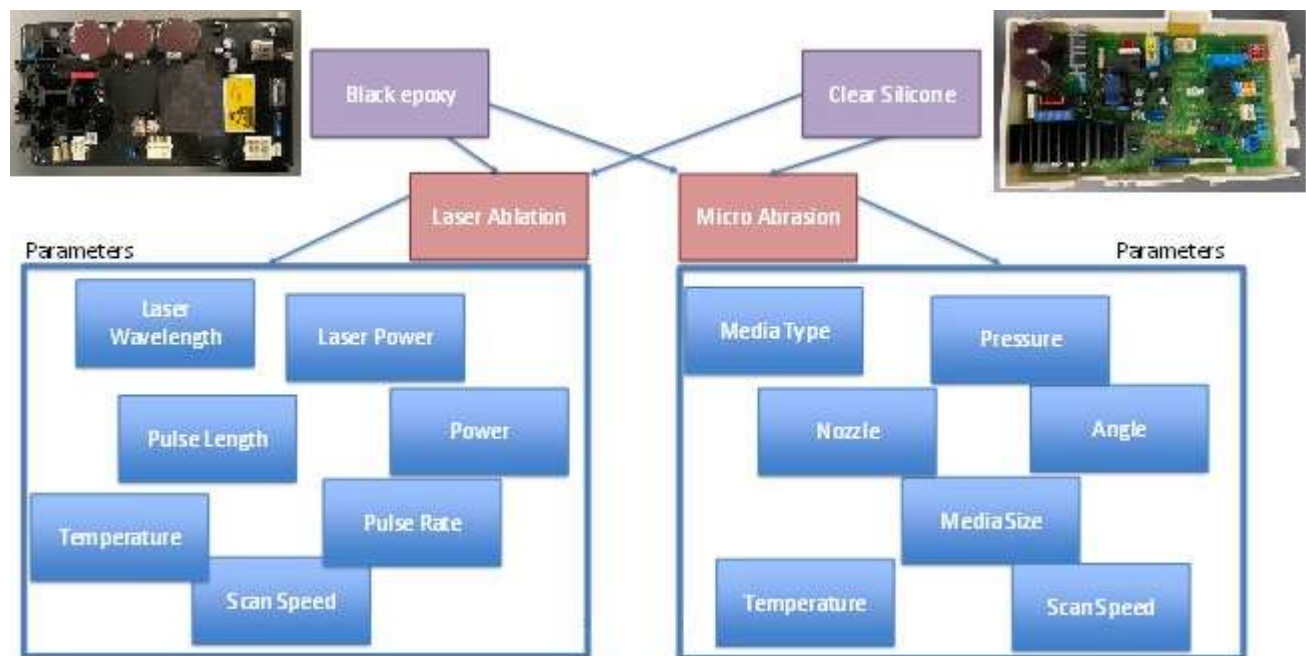 Black epoxy
Clear Silicone
Laser Ablation
Micro Abrasion
Parameters
Laser
Wavelength
Laser Power
Pulse Length
Power
Temperature
Pulse Rate
Scan Speed
Parameters
Media Type
Pressure
Nozzle
Angle
Media Size
Temperature
Scan Speed